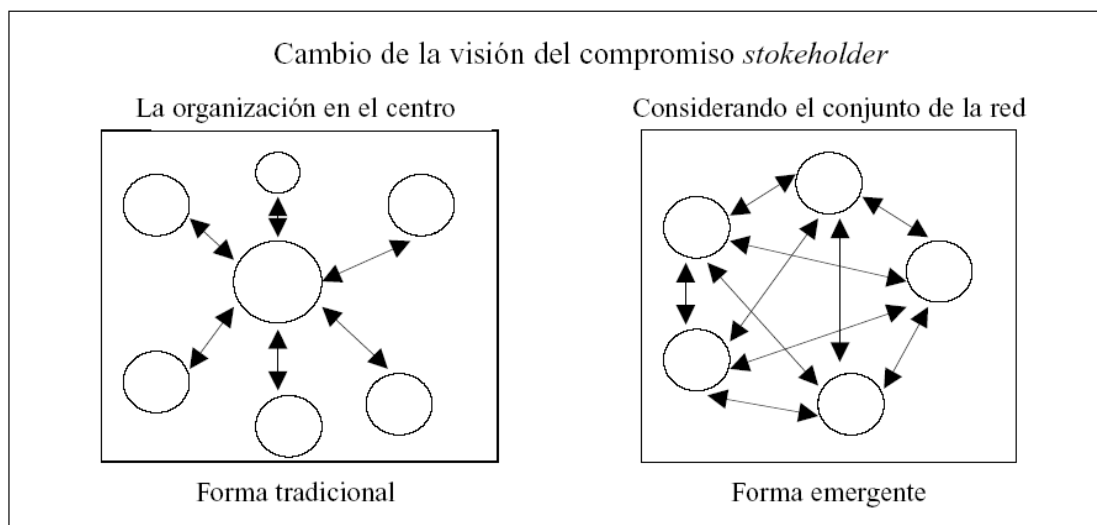 Cambio de la visión del compromiso stokeholder
La organización en el centro
Considerando el conjunto de la red
Forma tradicional
Forma emergente